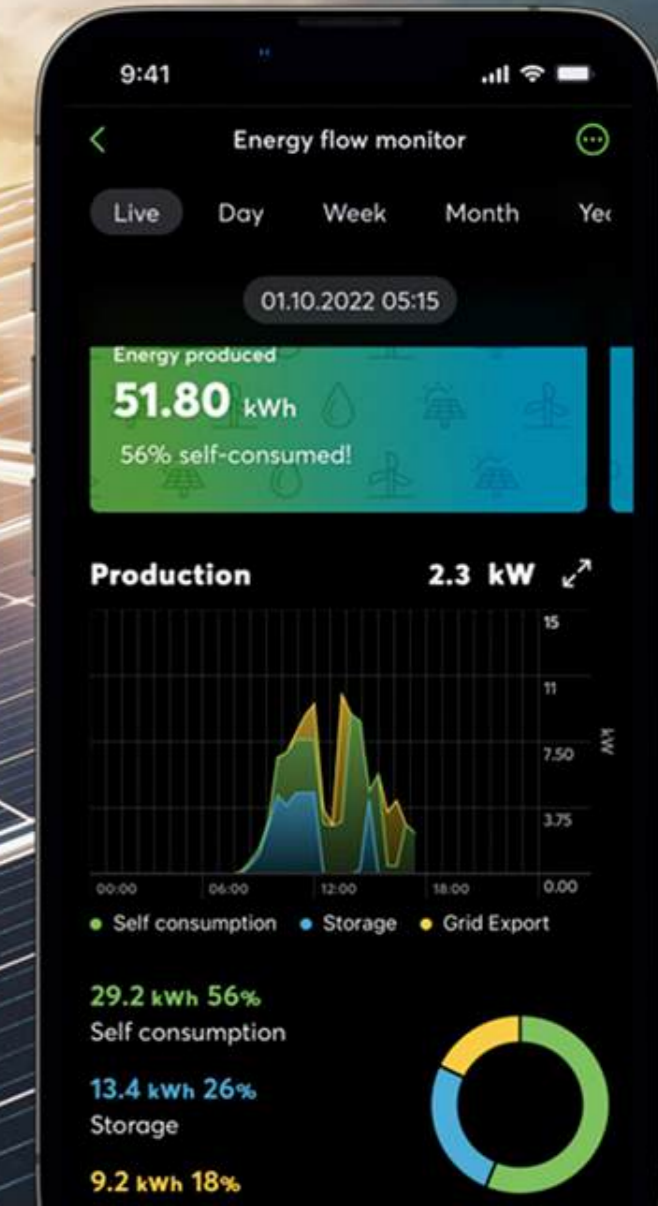 9:41
Energy flow monitor
Live Day Week Month
01.10.2022 05:15
Energy produced
51.80 kWh
56% self-consumed!
Production 2.3 kW
15
11
7.50
kW
3.75
0.00
00:00 06:00 12:00 18:00
Self consumption Storage Grid Export
29.2 kWh 56%
Self consumption
13.4 kWh 26%
Storage
9.2 kWh 18%